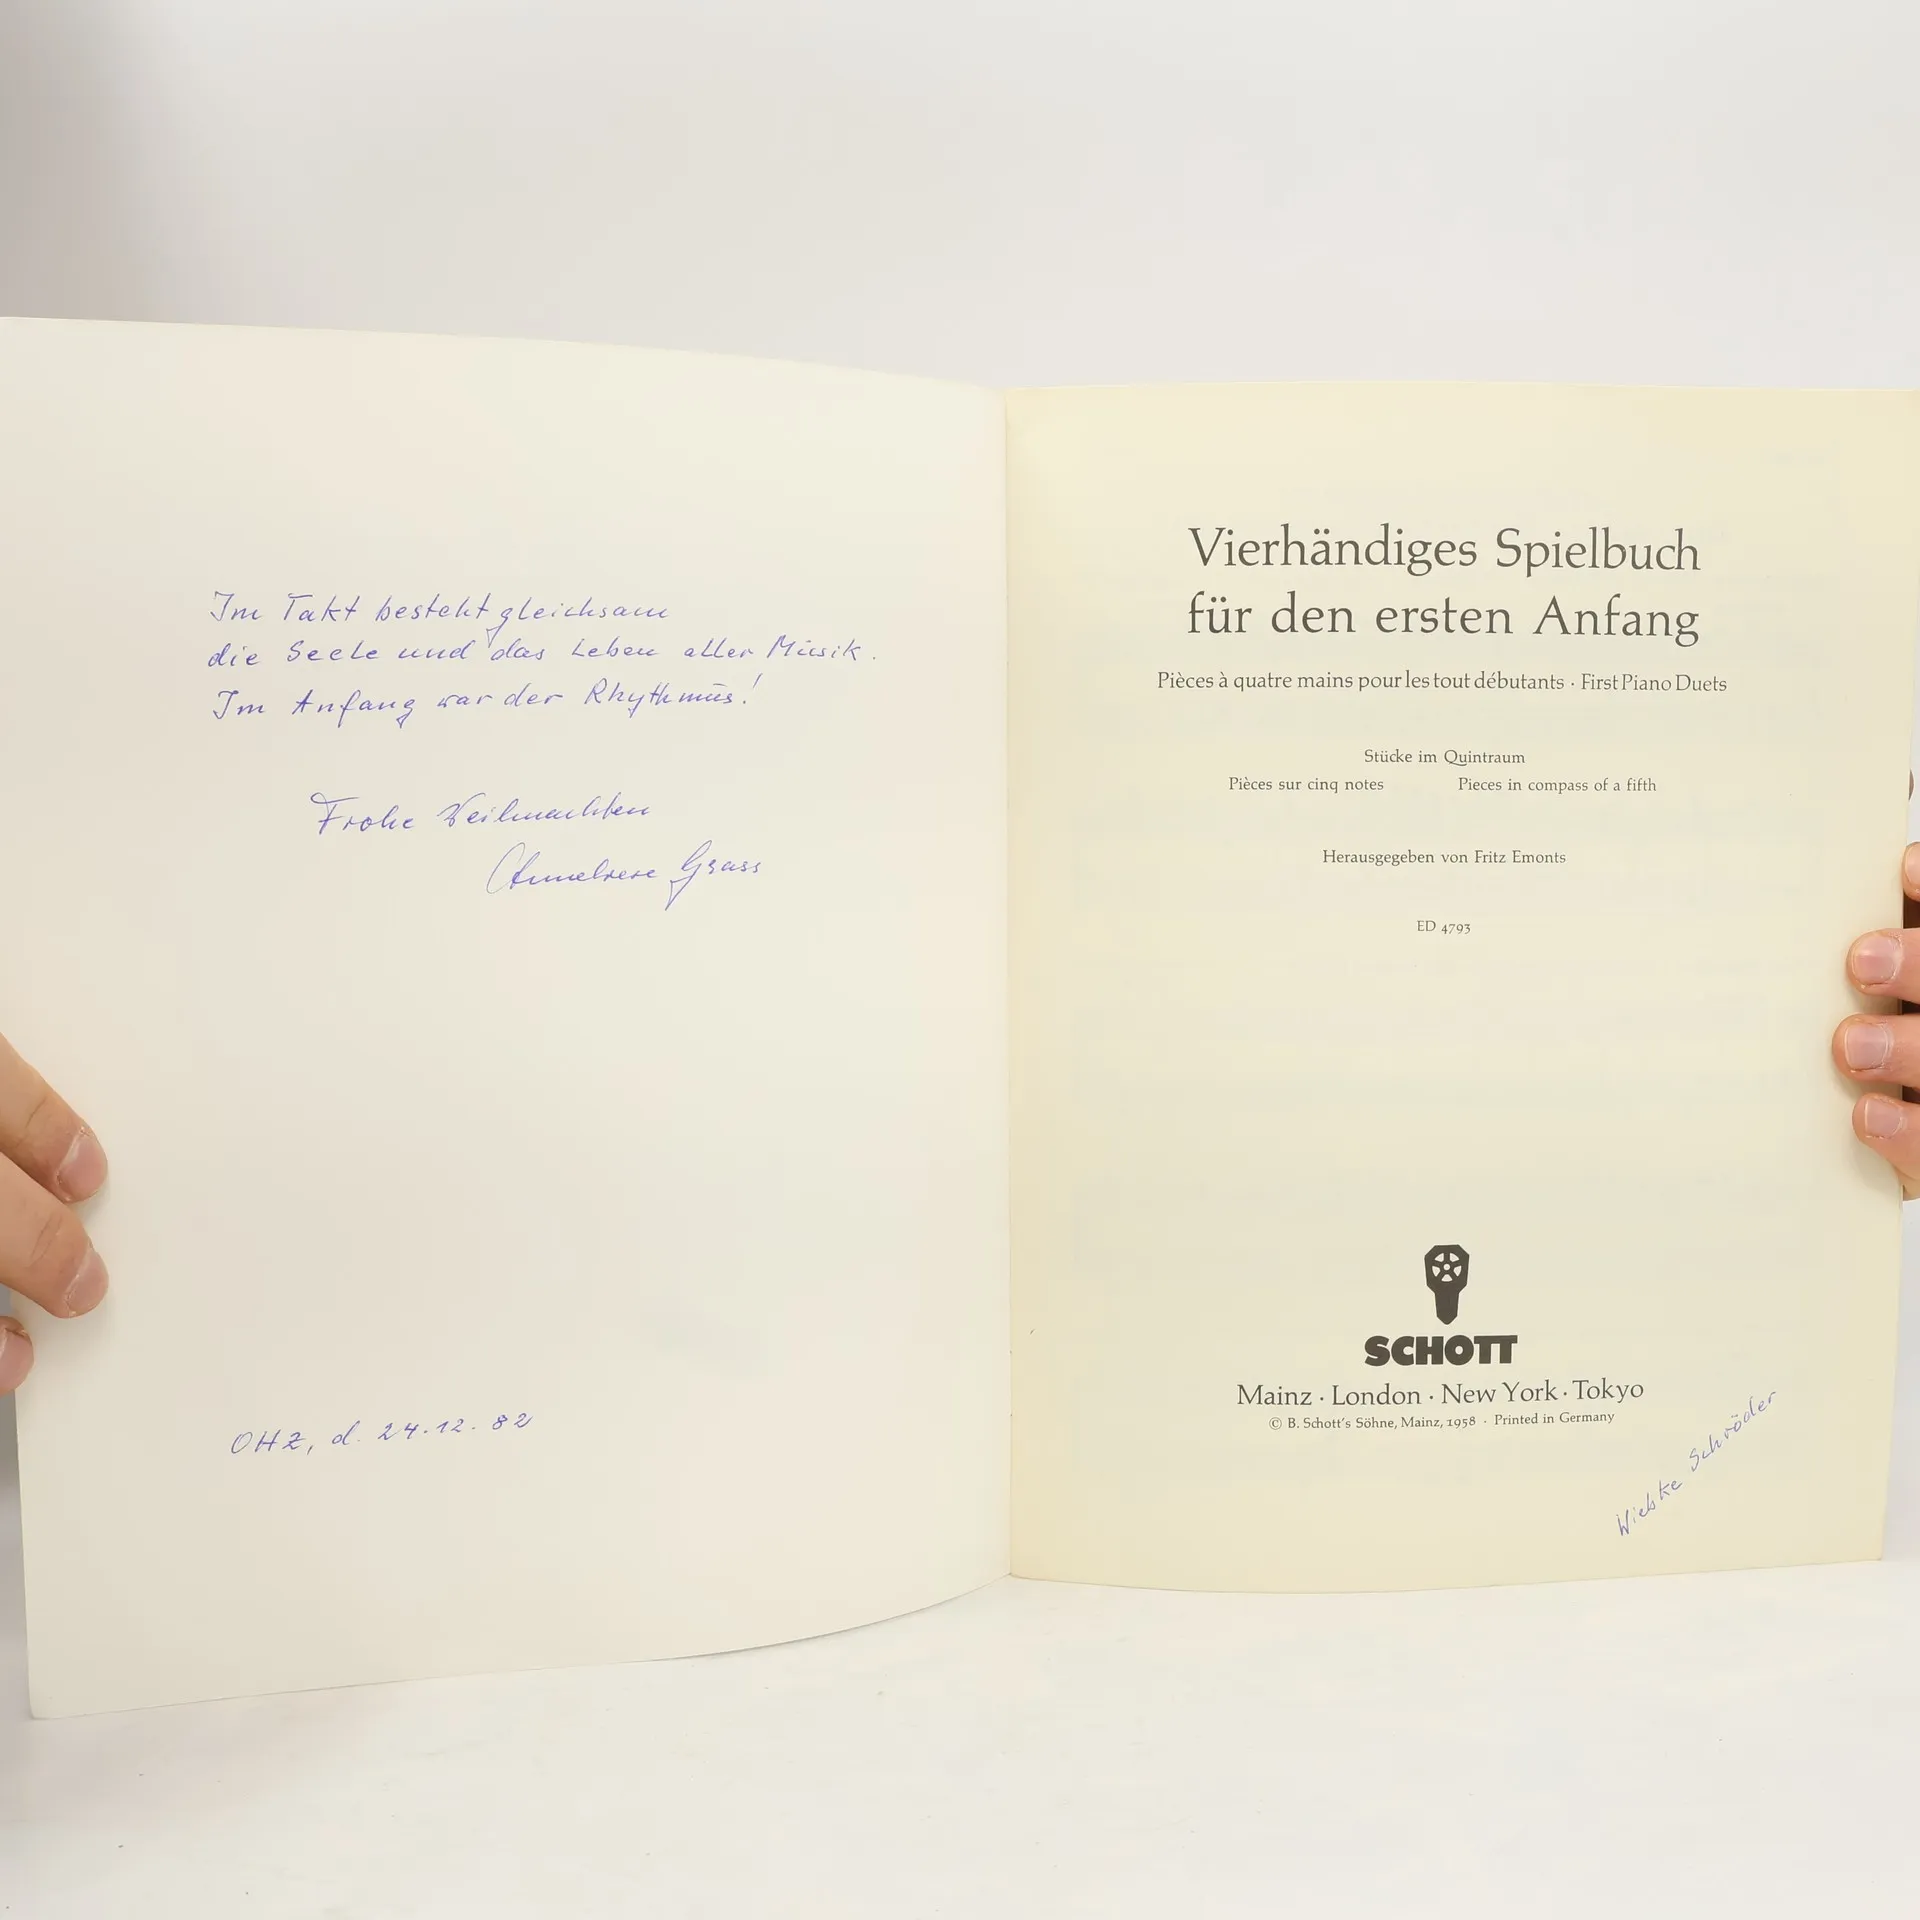 Im Takt besteht gleichsam
die Seele und das Leben aller Musik.
Im Anfang war der Rhythmus!
Frohe Weihnachten
Annelore Grass
OHZ, d. 24.12.82
Vierhändiges Spielbuch
für den ersten Anfang
Pièces à quatre mains pour les tout débutants · First Piano Duets
Stücke im Quintraum
Pièces sur cinq notes Pieces in compass of a fifth
Herausgegeben von Fritz Emonts
ED 4793
SCHOTT
Mainz · London · New York · Tokyo
© B. Schott's Söhne, Mainz, 1958 · Printed in Germany
Wiebke Schröder